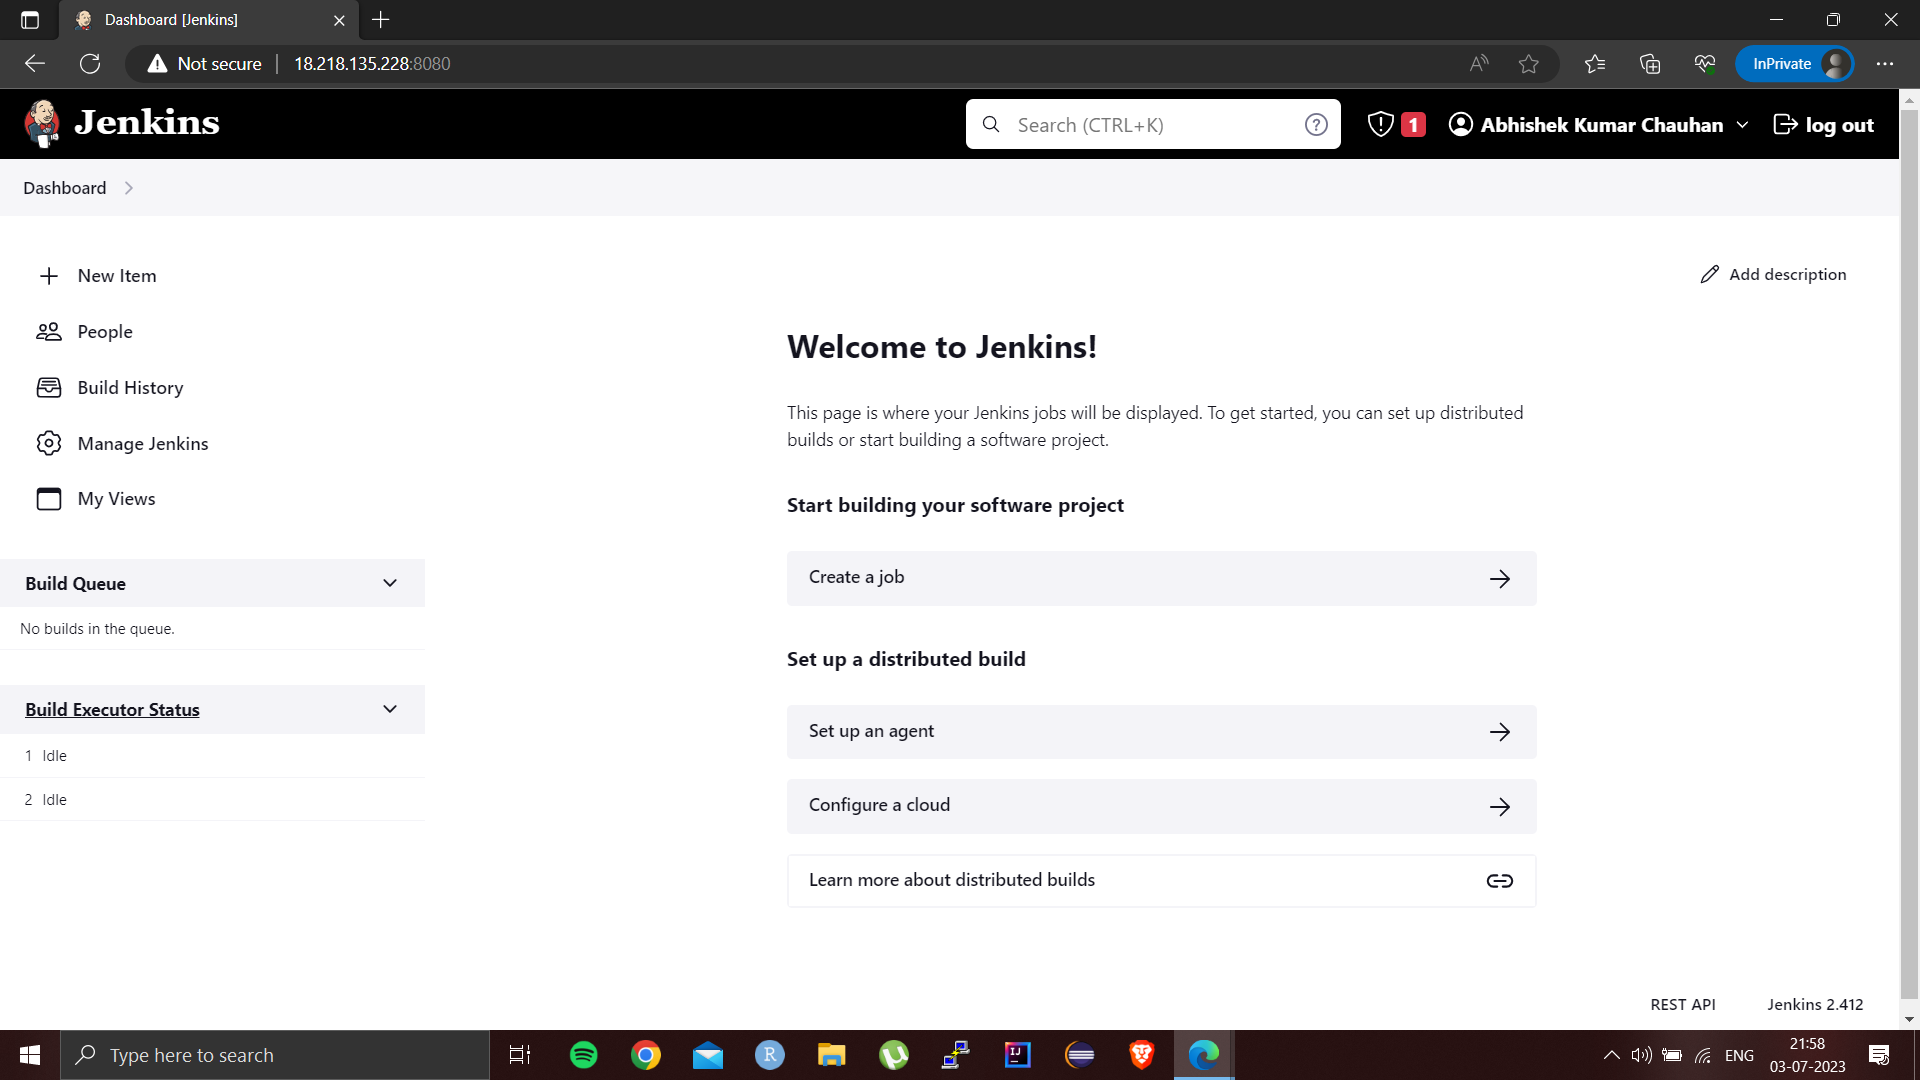 Dashboard [Jenkins]
Not secure
18.218.135.228:8080
InPrivate
Jenkins
Search (CTRL+K)
1
Abhishek Kumar Chauhan
log out
Dashboard
New Item
Add description
People
Build History
Manage Jenkins
My Views
Welcome to Jenkins!
This page is where your Jenkins jobs will be displayed. To get started, you can set up distributed
builds or start building a software project.
Start building your software project
Create a job
Build Queue
No builds in the queue.
Set up a distributed build
Build Executor Status
1 Idle
2 Idle
Set up an agent
Configure a cloud
Learn more about distributed builds
REST API
Jenkins 2.412
Type here to search
R
IJ
ENG
21:58
03-07-2023